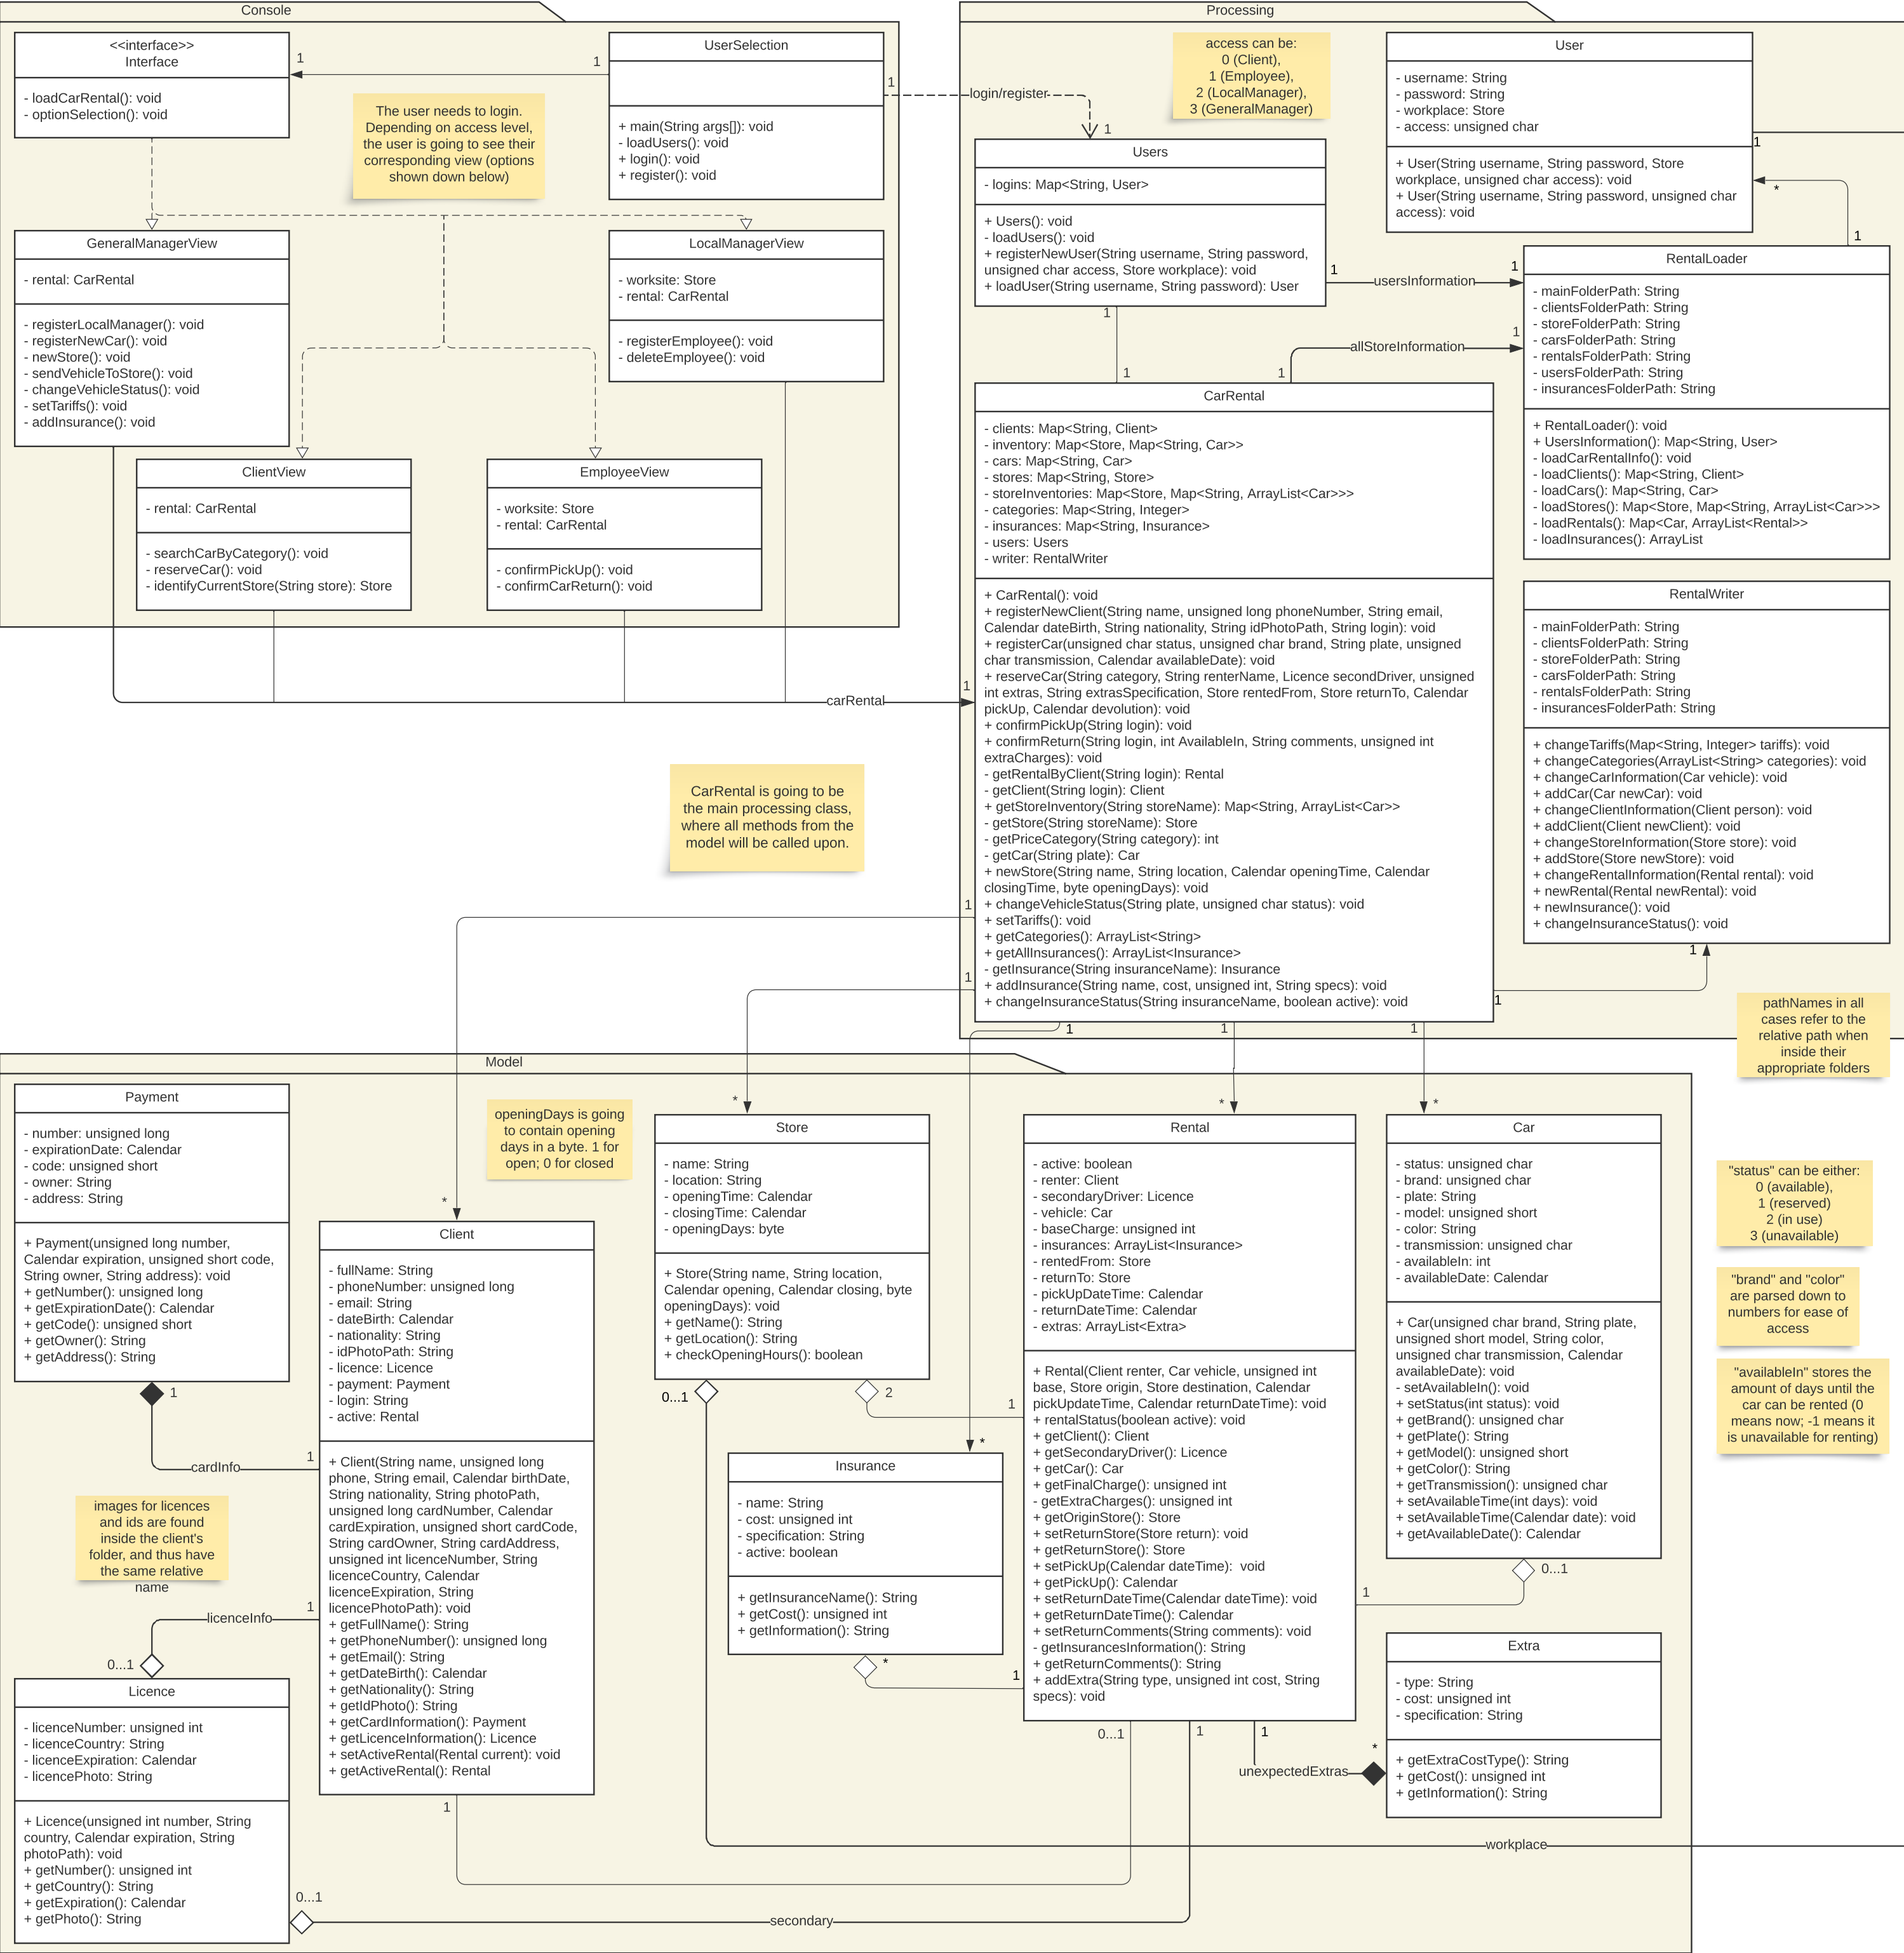 Console
<<interface>>
Interface
- loadCarRental(): void
- optionSelection(): void
1
1
UserSelection
+ main(String args[]): void
- loadUsers(): void
+ login(): void
+ register(): void
The user needs to login.
Depending on access level,
the user is going to see their
corresponding view (options
shown down below)
1
login/register
1
GeneralManagerView
- rental: CarRental
- registerLocalManager(): void
- registerNewCar(): void
- newStore(): void
- sendVehicleToStore(): void
- changeVehicleStatus(): void
- setTariffs(): void
- addInsurance(): void
LocalManagerView
- worksite: Store
- rental: CarRental
- registerEmployee(): void
- deleteEmployee(): void
ClientView
- rental: CarRental
- searchCarByCategory(): void
- reserveCar(): void
- identifyCurrentStore(String store): Store
EmployeeView
- worksite: Store
- rental: CarRental
- confirmPickUp(): void
- confirmCarReturn(): void
carRental
1
CarRental is going to be
the main processing class,
where all methods from the
model will be called upon.
Processing
access can be:
0 (Client),
1 (Employee),
2 (LocalManager),
3 (GeneralManager)
User
- username: String
- password: String
- workplace: Store
- access: unsigned char
+ User(String username, String password, Store
workplace, unsigned char access): void
+ User(String username, String password, unsigned char
access): void
1
*
1
Users
- logins: Map<String, User>
+ Users(): void
- loadUsers(): void
+ registerNewUser(String username, String password,
unsigned char access, Store workplace): void
+ loadUser(String username, String password): User
1
usersInformation
1
1
1
1
allStoreInformation
1
RentalLoader
- mainFolderPath: String
- clientsFolderPath: String
- storeFolderPath: String
- carsFolderPath: String
- rentalsFolderPath: String
- usersFolderPath: String
- insurancesFolderPath: String
+ RentalLoader(): void
+ UsersInformation(): Map<String, User>
- loadCarRentalInfo(): void
- loadClients(): Map<String, Client>
- loadCars(): Map<String, Car>
- loadStores(): Map<Store, Map<String, ArrayList<Car>>>
- loadRentals(): Map<Car, ArrayList<Rental>>
- loadInsurances(): ArrayList
CarRental
- clients: Map<String, Client>
- inventory: Map<Store, Map<String, Car>>
- cars: Map<String, Car>
- stores: Map<String, Store>
- storeInventories: Map<Store, Map<String, ArrayList<Car>>>
- categories: Map<String, Integer>
- insurances: Map<String, Insurance>
- users: Users
- writer: RentalWriter
+ CarRental(): void
+ registerNewClient(String name, unsigned long phoneNumber, String email,
Calendar dateBirth, String nationality, String idPhotoPath, String login): void
+ registerCar(unsigned char status, unsigned char brand, String plate, unsigned
char transmission, Calendar availableDate): void
+ reserveCar(String category, String renterName, Licence secondDriver, unsigned
int extras, String extrasSpecification, Store rentedFrom, Store returnTo, Calendar
pickUp, Calendar devolution): void
+ confirmPickUp(String login): void
+ confirmReturn(String login, int AvailableIn, String comments, unsigned int
extraCharges): void
- getRentalByClient(String login): Rental
- getClient(String login): Client
+ getStoreInventory(String storeName): Map<String, ArrayList<Car>>
- getStore(String storeName): Store
- getPriceCategory(String category): int
- getCar(String plate): Car
+ newStore(String name, String location, Calendar openingTime, Calendar
closingTime, byte openingDays): void
+ changeVehicleStatus(String plate, unsigned char status): void
+ setTariffs(): void
+ getCategories(): ArrayList<String>
+ getAllInsurances(): ArrayList<Insurance>
- getInsurance(String insuranceName): Insurance
+ addInsurance(String name, cost, unsigned int, String specs): void
+ changeInsuranceStatus(String insuranceName, boolean active): void
RentalWriter
- mainFolderPath: String
- clientsFolderPath: String
- storeFolderPath: String
- carsFolderPath: String
- rentalsFolderPath: String
- insurancesFolderPath: String
+ changeTariffs(Map<String, Integer> tariffs): void
+ changeCategories(ArrayList<String> categories): void
+ changeCarInformation(Car vehicle): void
+ addCar(Car newCar): void
+ changeClientInformation(Client person): void
+ addClient(Client newClient): void
+ changeStoreInformation(Store store): void
+ addStore(Store newStore): void
+ changeRentalInformation(Rental rental): void
+ newRental(Rental newRental): void
+ newInsurance(): void
+ changeInsuranceStatus(): void
1
1
1
1
1
1
1
pathNames in all
cases refer to the
relative path when
inside their
appropriate folders
Model
Payment
- number: unsigned long
- expirationDate: Calendar
- code: unsigned short
- owner: String
- address: String
+ Payment(unsigned long number,
Calendar expiration, unsigned short code,
String owner, String address): void
+ getNumber(): unsigned long
+ getExpirationDate(): Calendar
+ getCode(): unsigned short
+ getOwner(): String
+ getAddress(): String
1
cardInfo
1
images for licences
and ids are found
inside the client's
folder, and thus have
the same relative
name
licenceInfo
1
0...1
Licence
- licenceNumber: unsigned int
- licenceCountry: String
- licenceExpiration: Calendar
- licencePhoto: String
+ Licence(unsigned int number, String
country, Calendar expiration, String
photoPath): void
+ getNumber(): unsigned int
+ getCountry(): String
+ getExpiration(): Calendar
+ getPhoto(): String
0...1
secondary
*
Client
- fullName: String
- phoneNumber: unsigned long
- email: String
- dateBirth: Calendar
- nationality: String
- idPhotoPath: String
- licence: Licence
- payment: Payment
- login: String
- active: Rental
+ Client(String name, unsigned long
phone, String email, Calendar birthDate,
String nationality, String photoPath,
unsigned long cardNumber, Calendar
cardExpiration, unsigned short cardCode,
String cardOwner, String cardAddress,
unsigned int licenceNumber, String
licenceCountry, Calendar
licenceExpiration, String
licencePhotoPath): void
+ getFullName(): String
+ getPhoneNumber(): unsigned long
+ getEmail(): String
+ getDateBirth(): Calendar
+ getNationality(): String
+ getIdPhoto(): String
+ getCardInformation(): Payment
+ getLicenceInformation(): Licence
+ setActiveRental(Rental current): void
+ getActiveRental(): Rental
1
openingDays is going
to contain opening
days in a byte. 1 for
open; 0 for closed
*
Store
- name: String
- location: String
- openingTime: Calendar
- closingTime: Calendar
- openingDays: byte
+ Store(String name, String location,
Calendar opening, Calendar closing, byte
openingDays): void
+ getName(): String
+ getLocation(): String
+ checkOpeningHours(): boolean
0...1
2
1
*
Insurance
- name: String
- cost: unsigned int
- specification: String
- active: boolean
+ getInsuranceName(): String
+ getCost(): unsigned int
+ getInformation(): String
*
1
*
Rental
- active: boolean
- renter: Client
- secondaryDriver: Licence
- vehicle: Car
- baseCharge: unsigned int
- insurances: ArrayList<Insurance>
- rentedFrom: Store
- returnTo: Store
- pickUpDateTime: Calendar
- returnDateTime: Calendar
- extras: ArrayList<Extra>
+ Rental(Client renter, Car vehicle, unsigned int
base, Store origin, Store destination, Calendar
pickUpdateTime, Calendar returnDateTime): void
+ rentalStatus(boolean active): void
+ getClient(): Client
+ getSecondaryDriver(): Licence
+ getCar(): Car
+ getFinalCharge(): unsigned int
- getExtraCharges(): unsigned int
+ getOriginStore(): Store
+ setReturnStore(Store return): void
+ getReturnStore(): Store
+ setPickUp(Calendar dateTime): void
+ getPickUp(): Calendar
+ setReturnDateTime(Calendar dateTime): void
+ getReturnDateTime(): Calendar
+ setReturnComments(String comments): void
- getInsurancesInformation(): String
+ getReturnComments(): String
+ addExtra(String type, unsigned int cost, String
specs): void
0...1
1
1
unexpectedExtras
*
*
Car
- status: unsigned char
- brand: unsigned char
- plate: String
- model: unsigned short
- color: String
- transmission: unsigned char
- availableIn: int
- availableDate: Calendar
+ Car(unsigned char brand, String plate,
unsigned short model, String color,
unsigned char transmission, Calendar
availableDate): void
- setAvailableIn(): void
+ setStatus(int status): void
+ getBrand(): unsigned char
+ getPlate(): String
+ getModel(): unsigned short
+ getColor(): String
+ getTransmission(): unsigned char
+ setAvailableTime(int days): void
+ setAvailableTime(Calendar date): void
+ getAvailableDate(): Calendar
0...1
1
Extra
- type: String
- cost: unsigned int
- specification: String
+ getExtraCostType(): String
+ getCost(): unsigned int
+ getInformation(): String
workplace
"status" can be either:
0 (available),
1 (reserved)
2 (in use)
3 (unavailable)
"brand" and "color"
are parsed down to
numbers for ease of
access
"availableIn" stores the
amount of days until the
car can be rented (0
means now; -1 means it
is unavailable for renting)